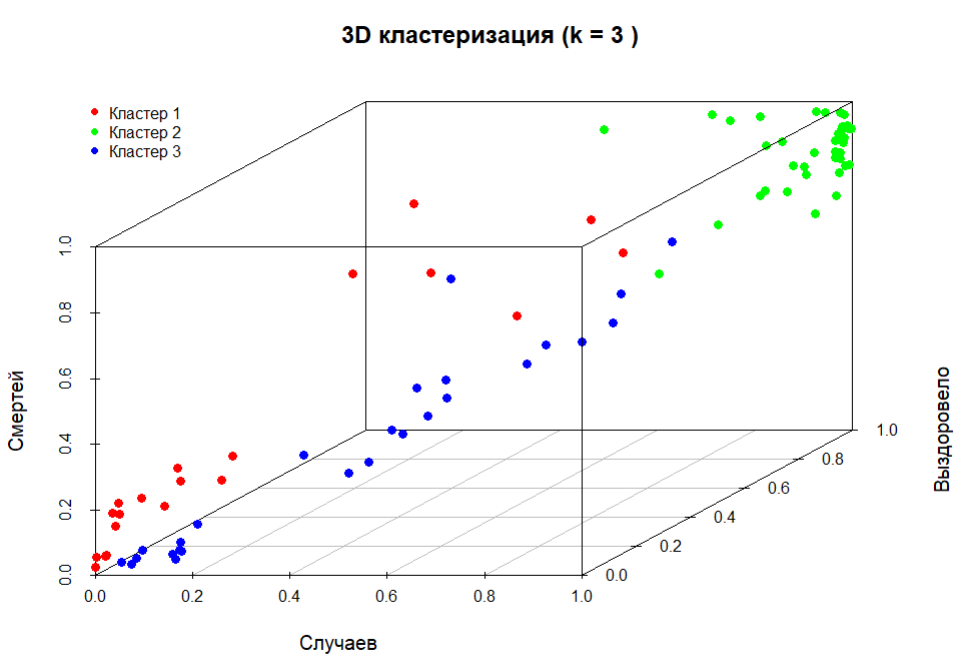 3D кластеризация (k = 3 )
Кластер 1
Кластер 2
Кластер 3
1.0
0.8
0.6
0.4
0.2
0.0
Смертей
0.0 0.2 0.4 0.6 0.8 1.0
Случаев
1.0
0.8
0.6
0.4
0.2
0.0
Выздоровело